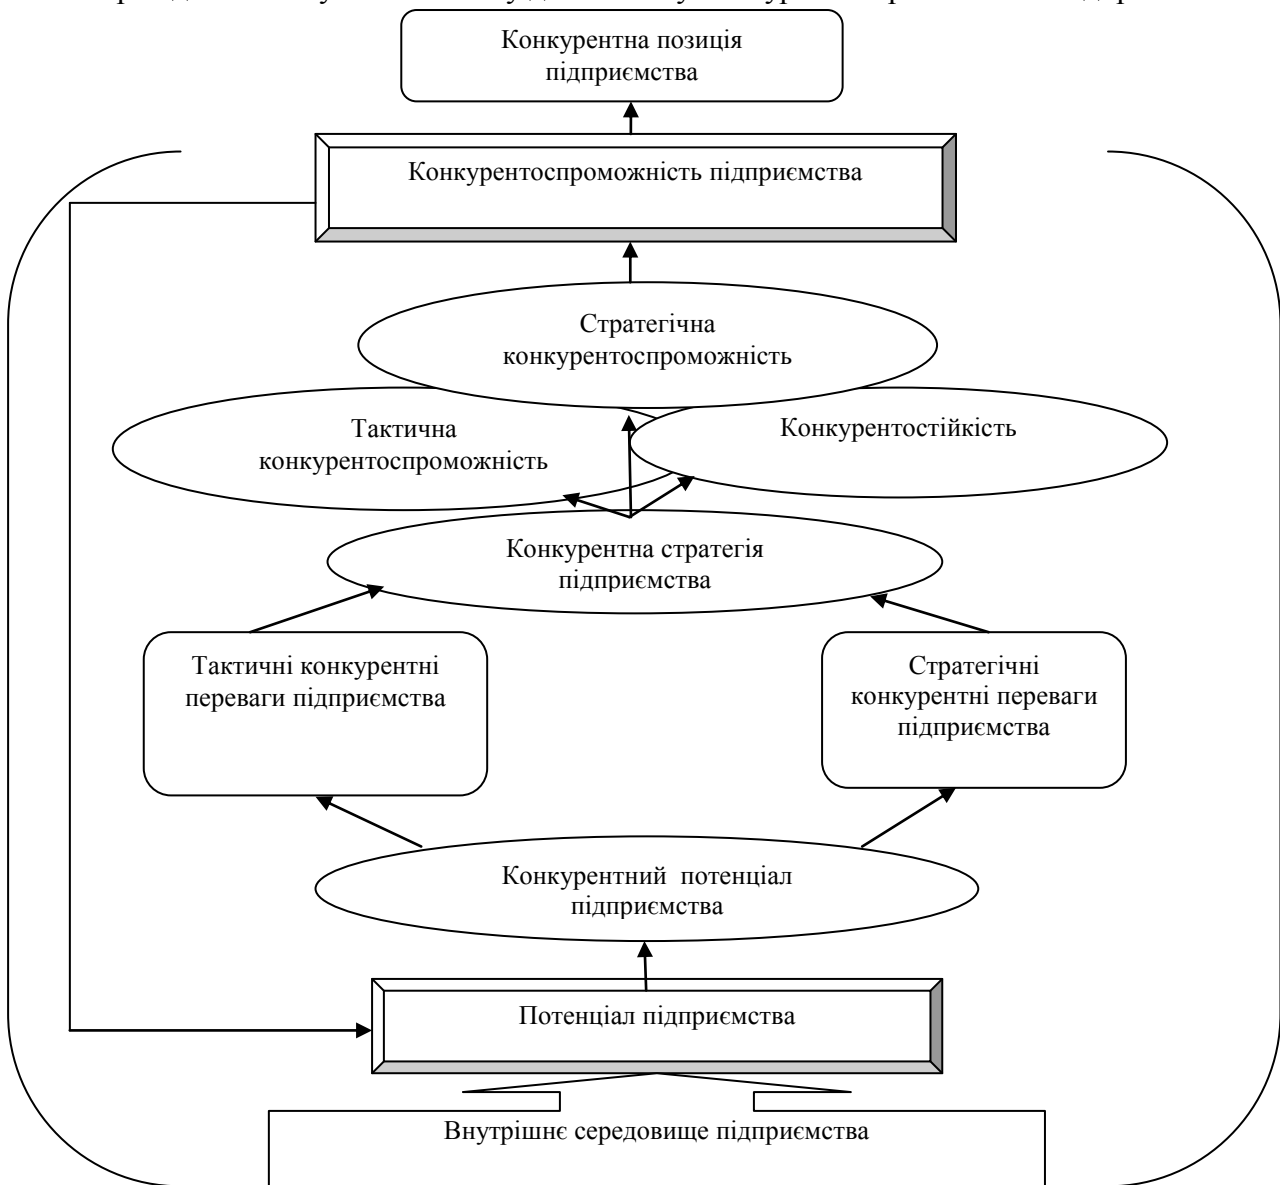 Конкурентна позиція
підприємства
Конкурентоспроможність підприємства
Стратегічна
конкурентоспроможність
Тактична
конкурентоспроможність
Конкурентостійкість
Конкурентна стратегія
підприємства
Тактичні конкурентні
переваги підприємства
Стратегічні
конкурентні переваги
підприємства
Конкурентний потенціал
підприємства
Потенціал підприємства
Внутрішнє середовище підприємства